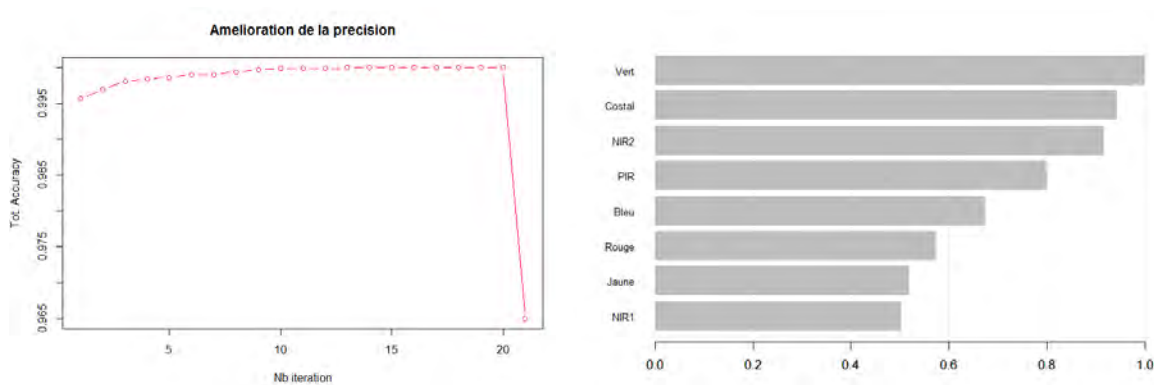 Amelioration de la precision
Tot. Accuracy
0.965
0.975
0.985
0.995
5
10
15
20
Nb iteration
Vert
Costal
NIR2
PIR
Bleu
Rouge
Jaune
NIR1
0.0
0.2
0.4
0.6
0.8
1.0